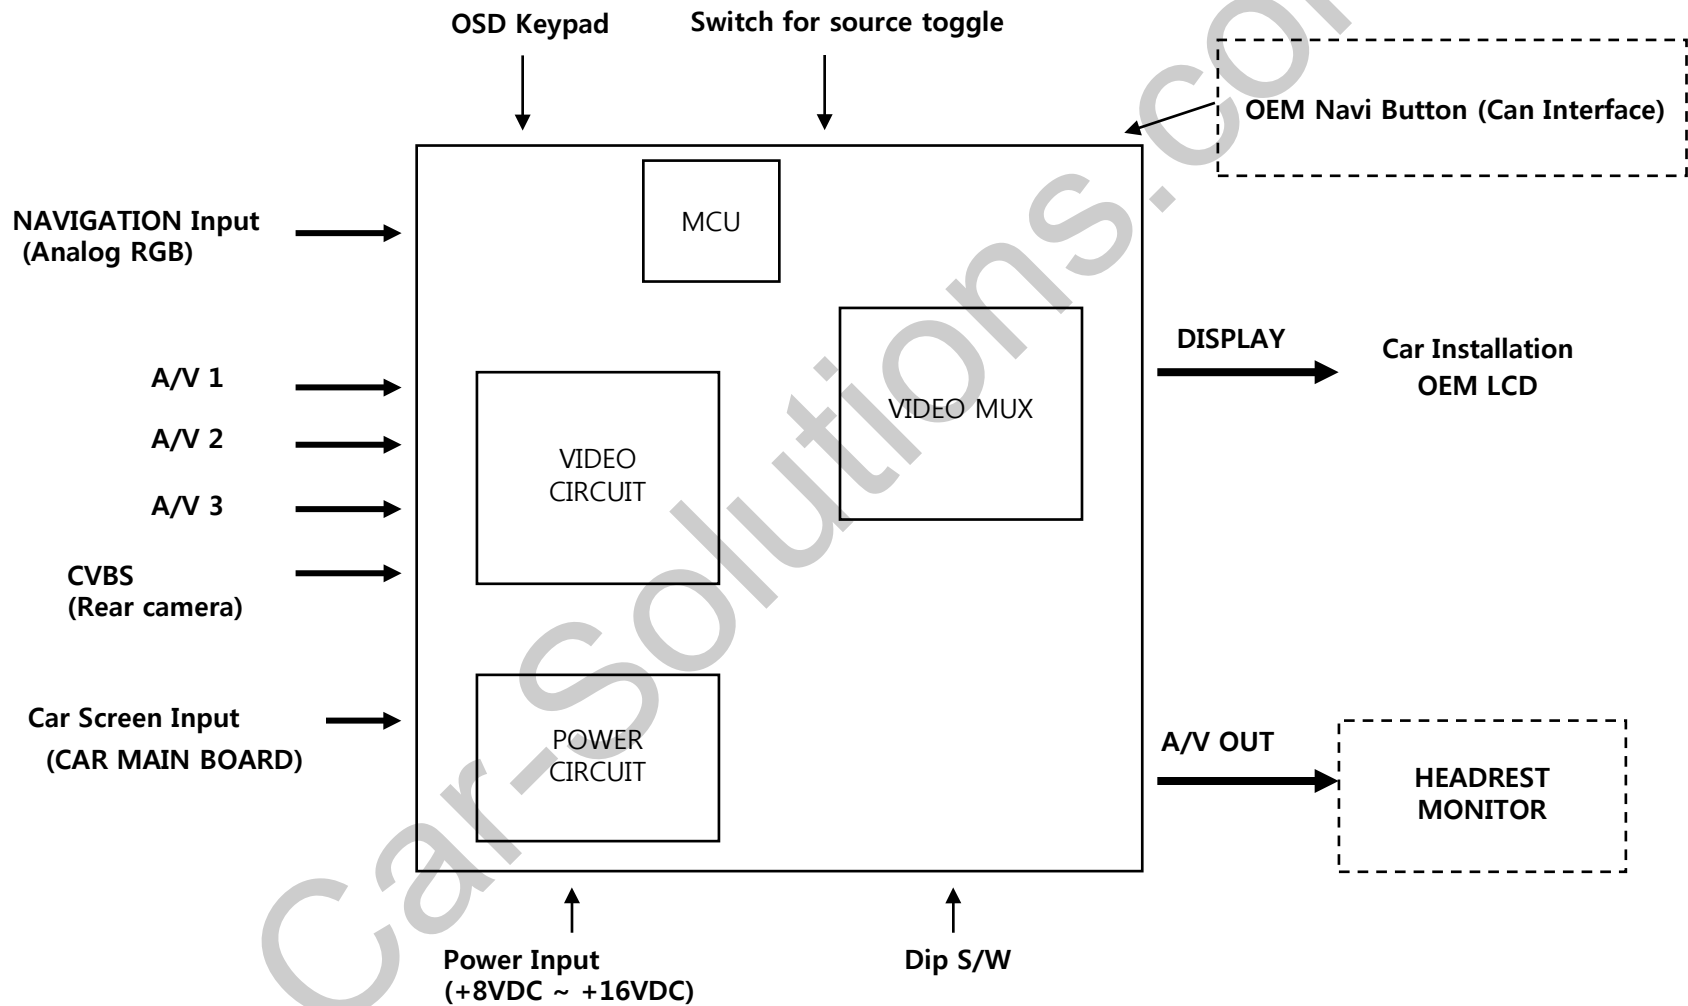 OSD Keypad
Switch for source toggle
OEM Navi Button (Can Interface)
NAVIGATION Input
(Analog RGB)
MCU
A/V 1
A/V 2
A/V 3
CVBS
(Rear camera)
VIDEO
CIRCUIT
VIDEO MUX
DISPLAY
Car Installation
OEM LCD
Car Screen Input
(CAR MAIN BOARD)
POWER
CIRCUIT
A/V OUT
HEADREST
MONITOR
Power Input
(+8VDC ~ +16VDC)
Dip S/W
Car-Solutions.com